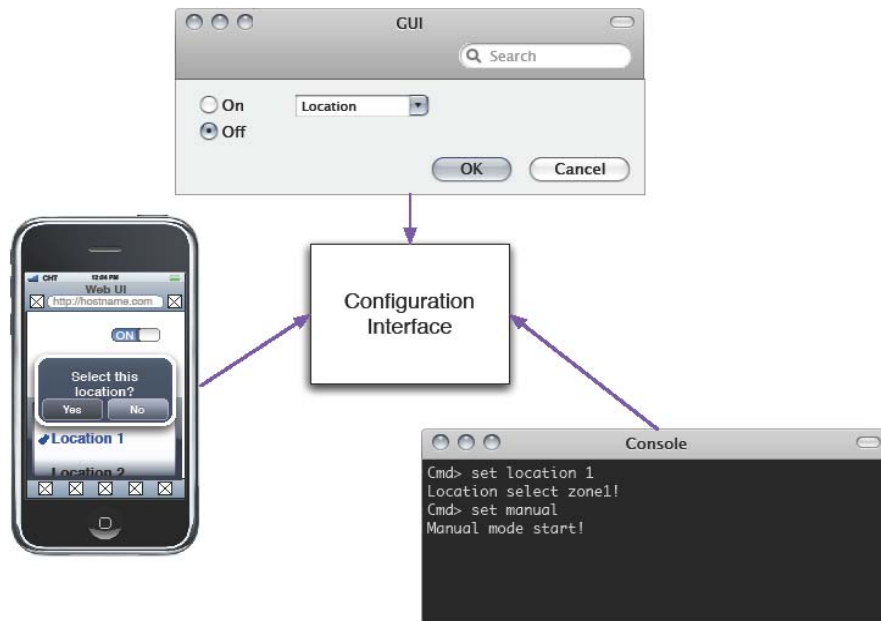 GUI
Search
On
Location
Off
OK
Cancel
CHT
12:04 PM
Web UI
http://hostname.com
ON
Select this
location?
Yes
No
Location 1
Location 2
Configuration
Interface
Console
Cmd> set location 1
Location select zone1!
Cmd> set manual
Manual mode start!